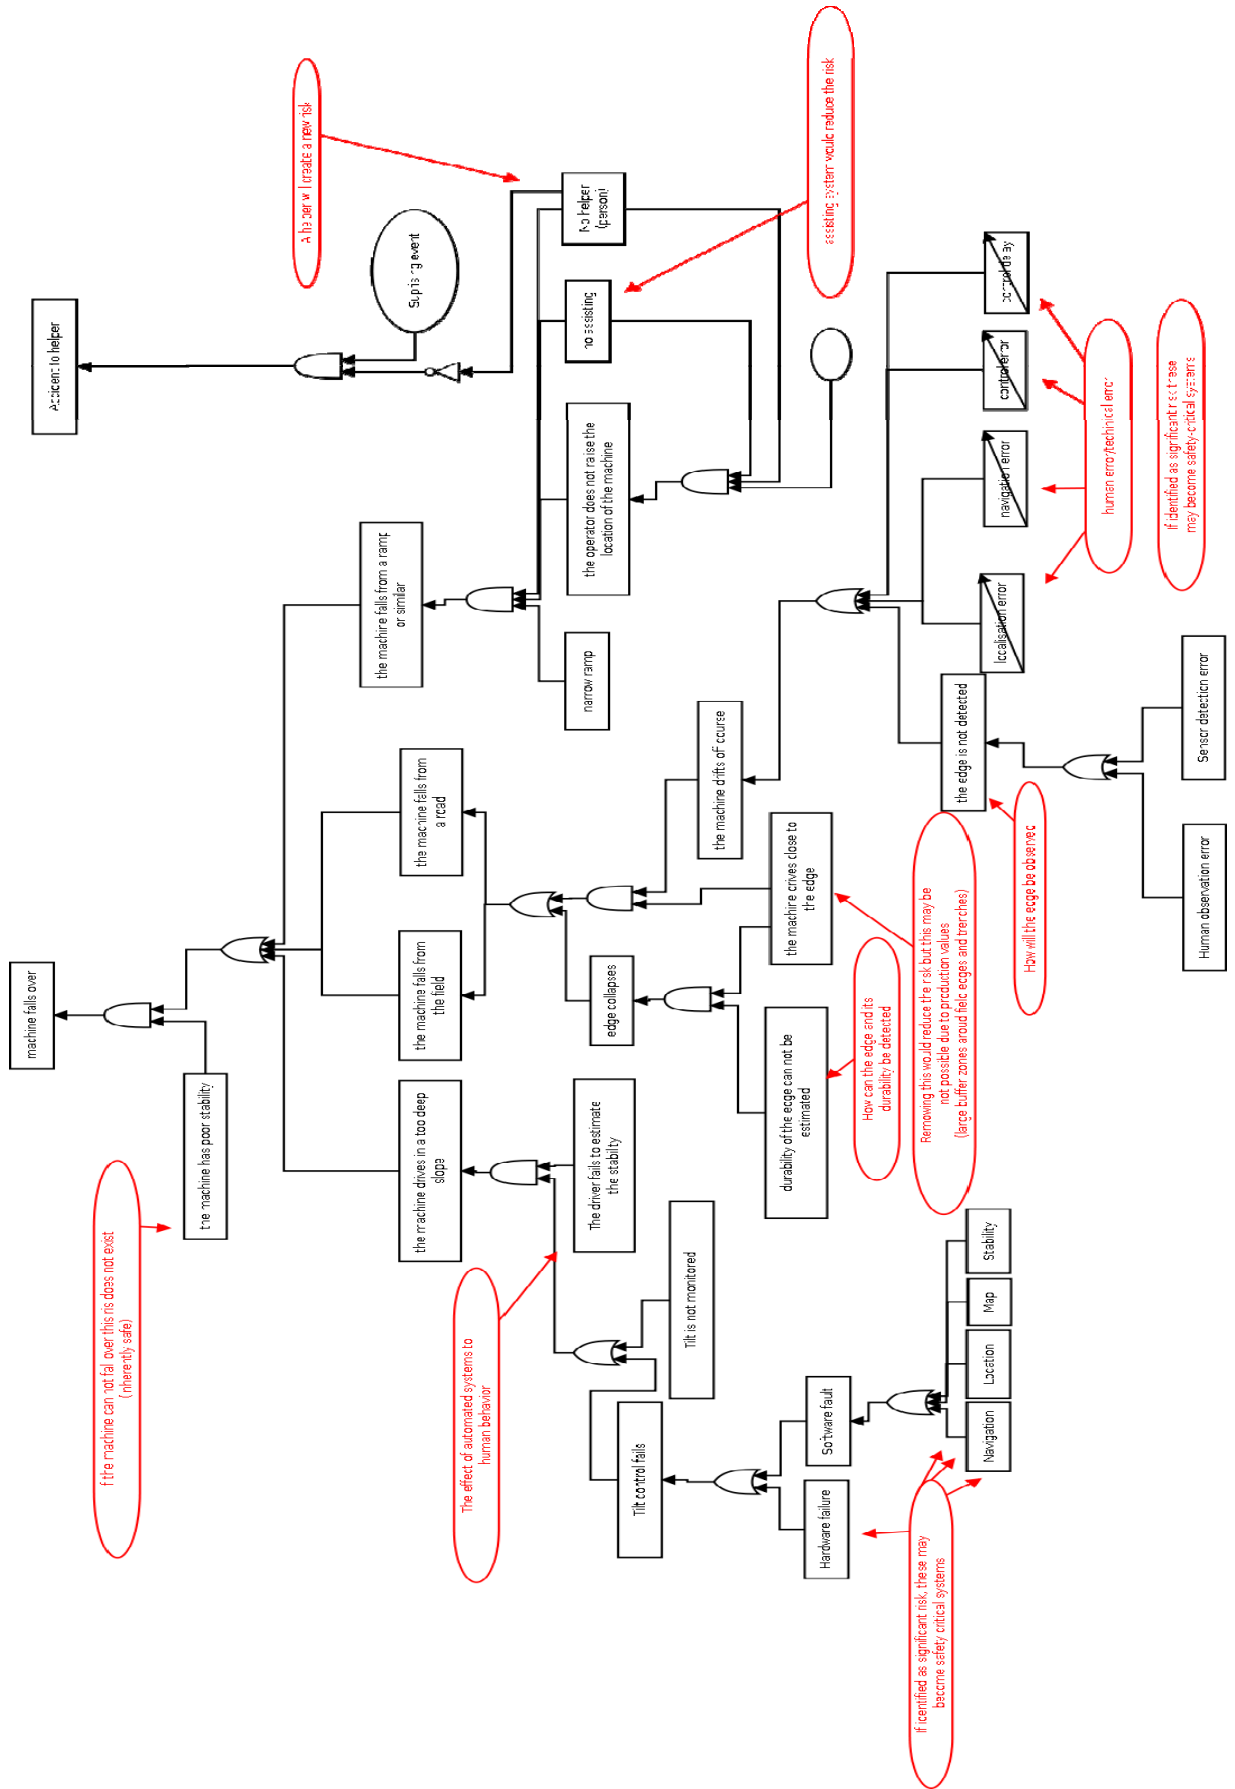 machine falls over
Accident to helper
the machine has poor stability
f the machine can not fall over this ris does not exist
(inherently safe)
A helper will create a new risk
Suprising event
the machine drives in a too deep
slope
the machine falls from
the field
the machine falls from
a road
the machine falls from a ramp
or similar
The effect of automated systems to
human behavior
The driver fails to estimate
the stability
edge collapses
narrow ramp
the operator does not raise the
location of the machine
no assisting
No helper
(person)
assisting system would reduce the risk
Tilt control fails
Tilt is not monitored
durability of the edge can not be
estimated
the machine drives close to
the edge
the machine drifts of course
Hardware failure
Software fault
How can the edge and its
durability be detected
Removing this would reduce the risk but this may be
not possible due to production values
(large buffer zones aroud field edges and trenches)
the edge is not detected
How will the edge be observed
localisation error
navigation error
control error
control delay
If identified as significant risk, these may
become safety critical systems
Navigation
Location
Map
Stability
human error/techinical error
If identified as significant risk these
may become safety-critical systems
Human observation error
Sensor detection error